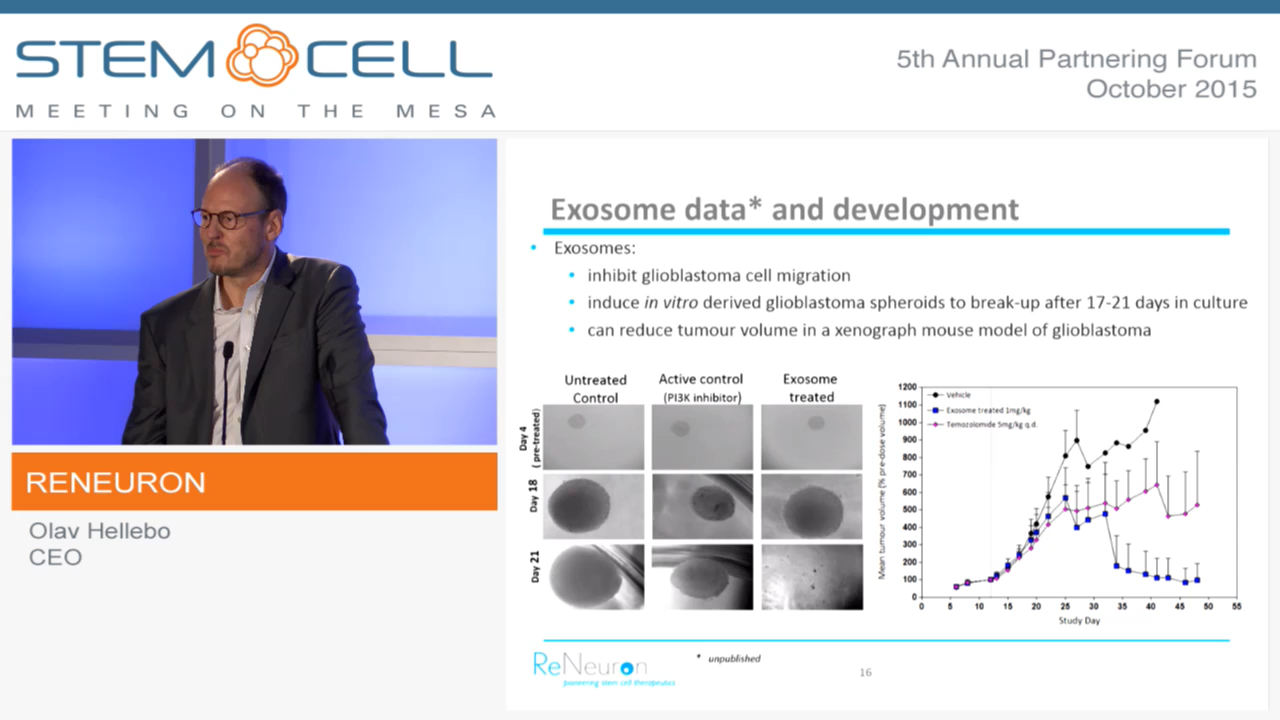 STEM CELL
MEETING ON THE MESA
5th Annual Partnering Forum
October 2015
RENEURON
Olav Hellebo
CEO
Exosome data* and development
• Exosomes:
• inhibit glioblastoma cell migration
• induce in vitro derived glioblastoma spheroids to break-up after 17-21 days in culture
• can reduce tumour volume in a xenograph mouse model of glioblastoma
Untreated
Control
Active control
(PI3K inhibitor)
Exosome
treated
Day 4
( pre-treated)
Day 18
Day 21
Mean tumour volume (% pre-dose volume)
1200
1100
1000
900
800
700
600
500
400
300
200
100
0
Vehicle
Exosome treated 1mg/kg
Temozolomide 5mg/kg q.d.
0 5 10 15 20 25 30 35 40 45 50 55
Study Day
ReNeuron
pioneering stem cell therapeutics
* unpublished
16